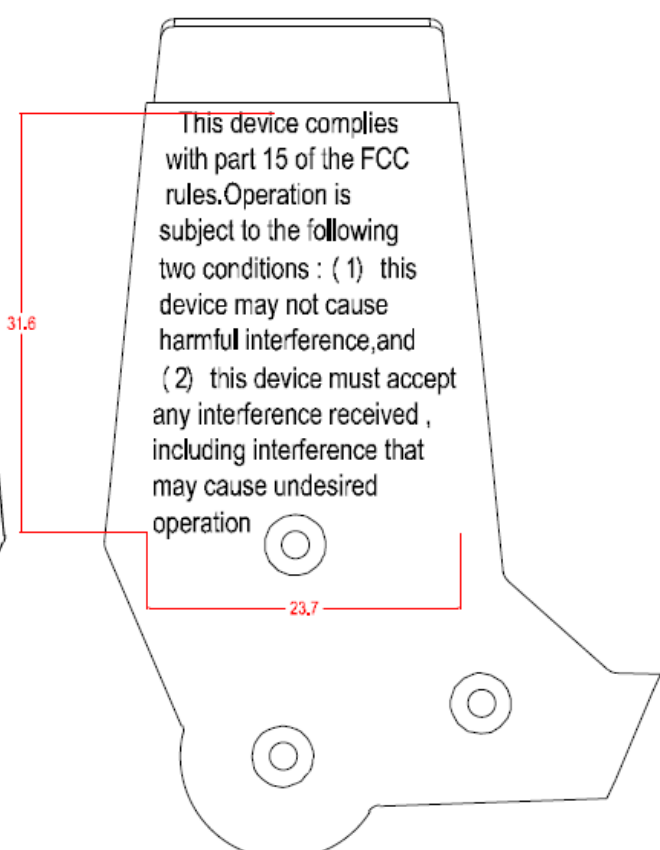 This device complies
with part 15 of the FCC
rules.Operation is
subject to the following
two conditions : ( 1) this
device may not cause
31.6
harmful interference,and
( 2) this device must accept
any interference received ,
including interference that
may cause undesired
operation
23.7